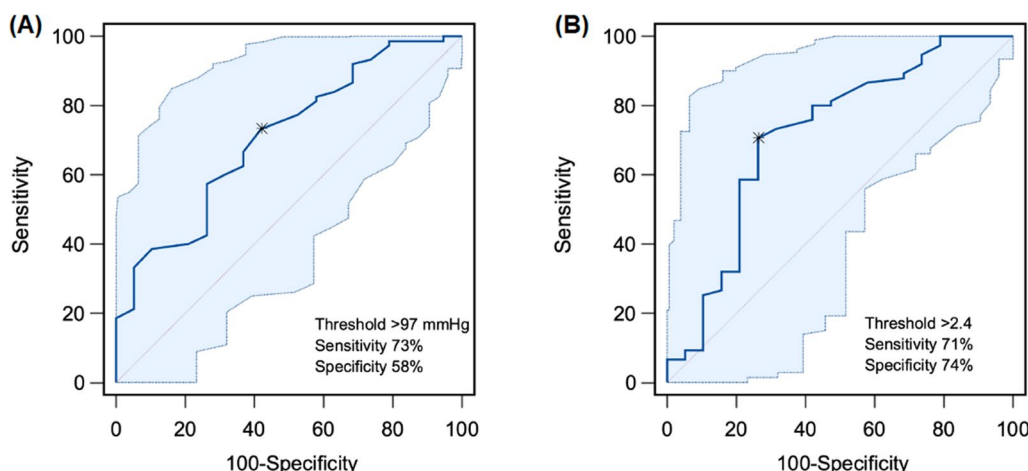 (A)
100
80
60
40
20
0
Sensitivity
Threshold >97 mmHg
Sensitivity 73%
Specificity 58%
0 20 40 60 80 100
100-Specificity
(B)
100
80
60
40
20
0
Sensitivity
Threshold >2.4
Sensitivity 71%
Specificity 74%
0 20 40 60 80 100
100-Specificity